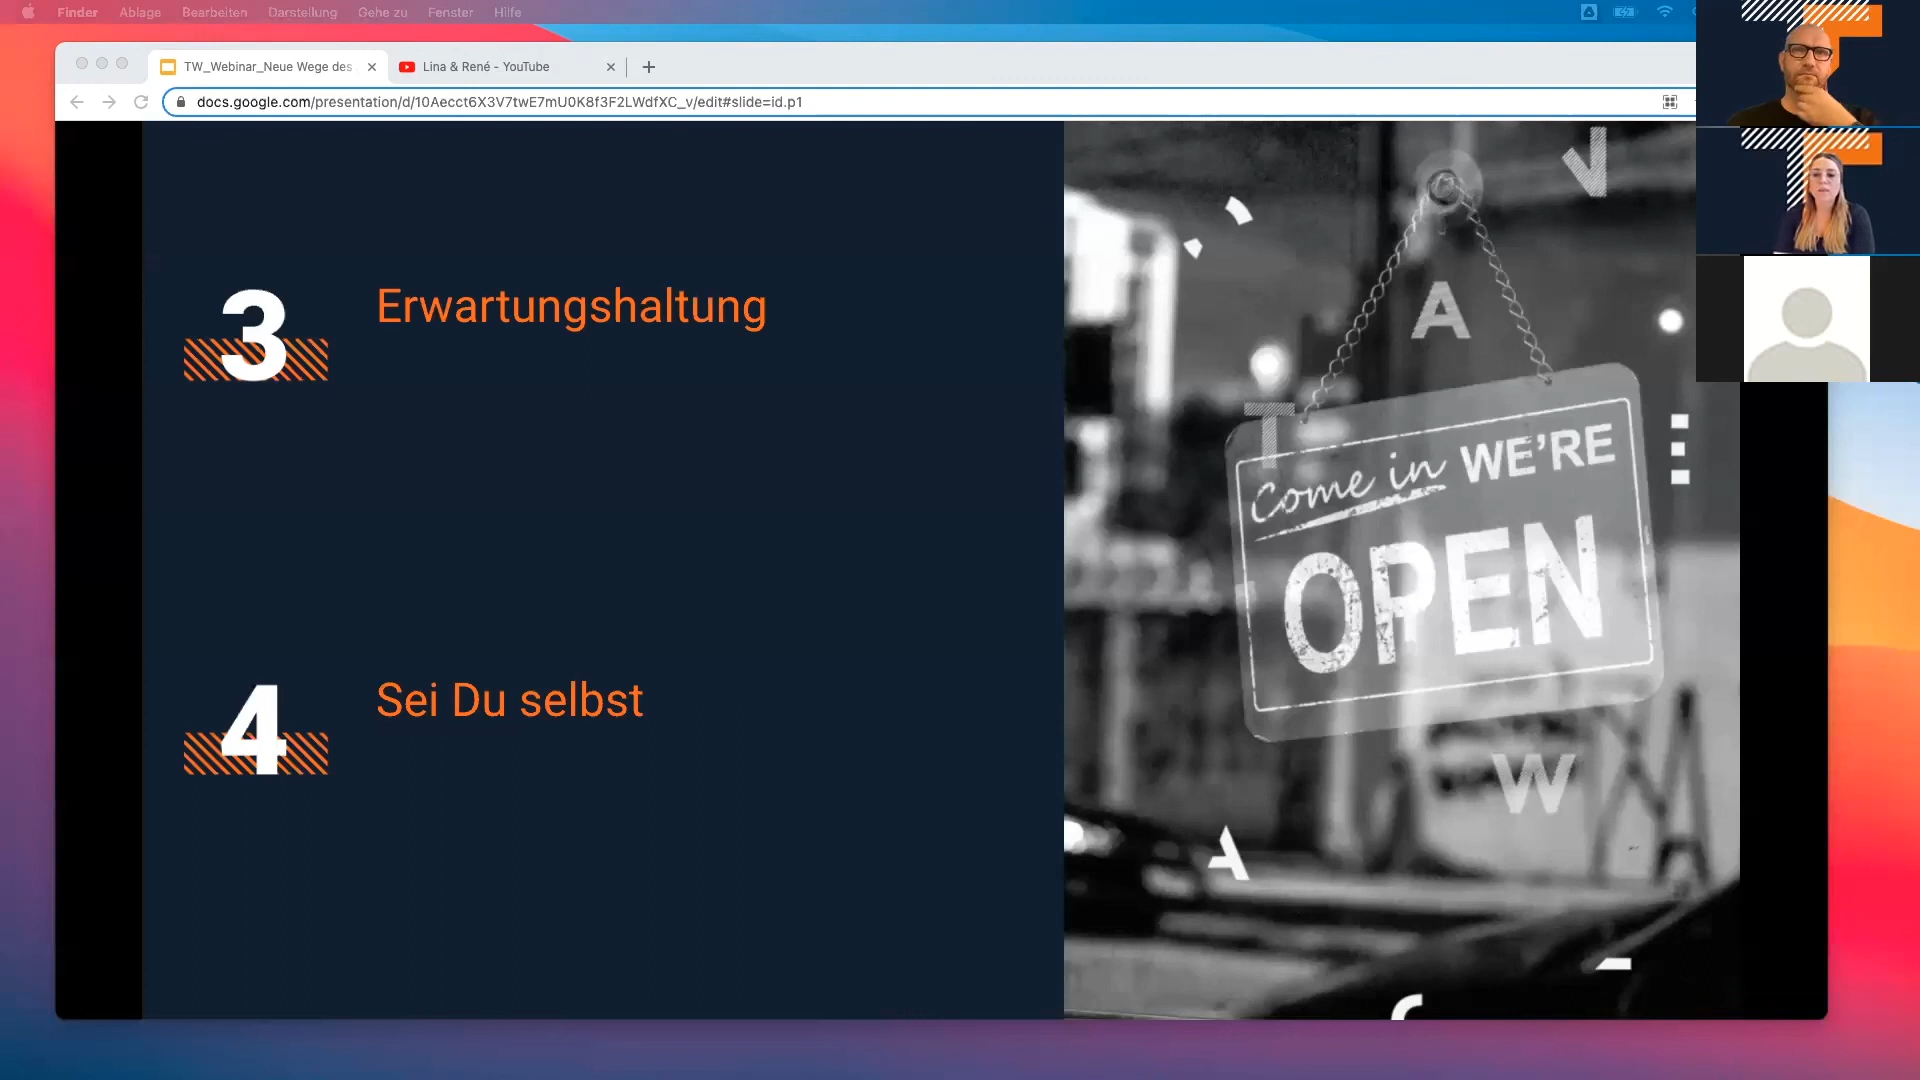 Finder Ablage Bearbeiten Darstellung Gehe zu Fenster Hilfe
TW_Webinar_Neue Wege des
Lina & René - YouTube
docs.google.com/presentation/d/10Aecct6X3V7twE7mU0K8f3F2LWdfXC_v/edit#slide=id.p1
3 Erwartungshaltung
4 Sei Du selbst
A
T
Come in WE'RE
OPEN
W